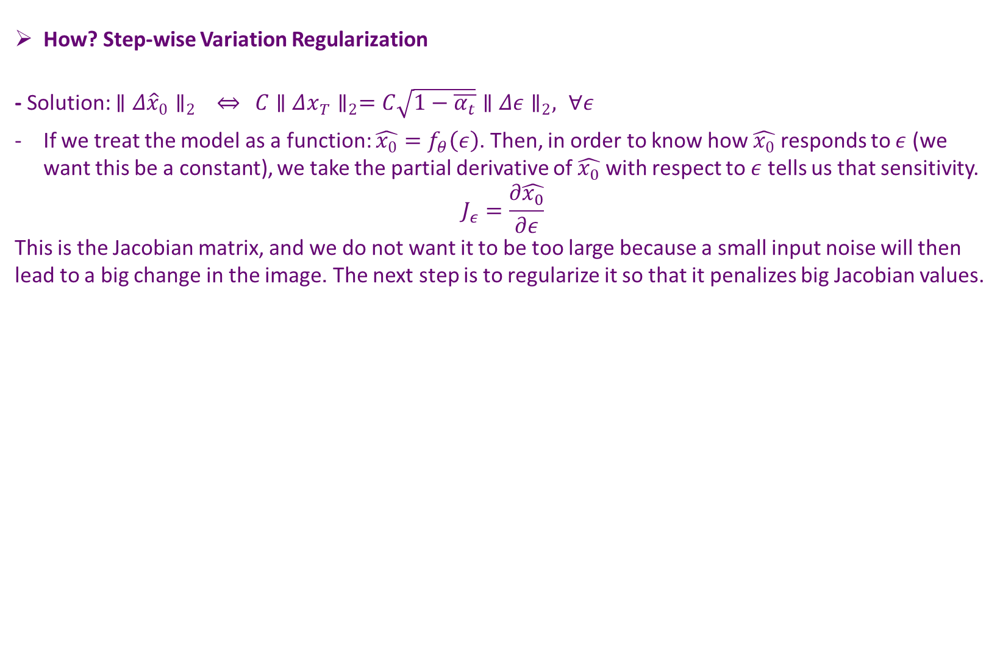 ➢ How? Step-wise Variation Regularization
- Solution: ∥ Δx̂₀ ∥₂ ⇔ C ∥ Δx_T ∥₂= C√(1 − α̅_t) ∥ Δϵ ∥₂, ∀ϵ
- If we treat the model as a function: x̂₀ = f_θ(ϵ). Then, in order to know how x̂₀ responds to ϵ (we
want this be a constant), we take the partial derivative of x̂₀ with respect to ϵ tells us that sensitivity.
J_ϵ = ∂x̂₀/∂ϵ
This is the Jacobian matrix, and we do not want it to be too large because a small input noise will then
lead to a big change in the image. The next step is to regularize it so that it penalizes big Jacobian values.